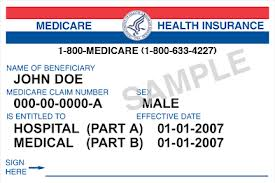 MEDICARE HEALTH INSURANCE
1-800-MEDICARE (1-800-633-4227)
NAME OF BENEFICIARY
JOHN DOE
MEDICARE CLAIM NUMBER SEX
000-00-0000-A MALE
IS ENTITLED TO EFFECTIVE DATE
HOSPITAL (PART A) 01-01-2007
MEDICAL (PART B) 01-01-2007
SIGN
HERE
SAMPLE